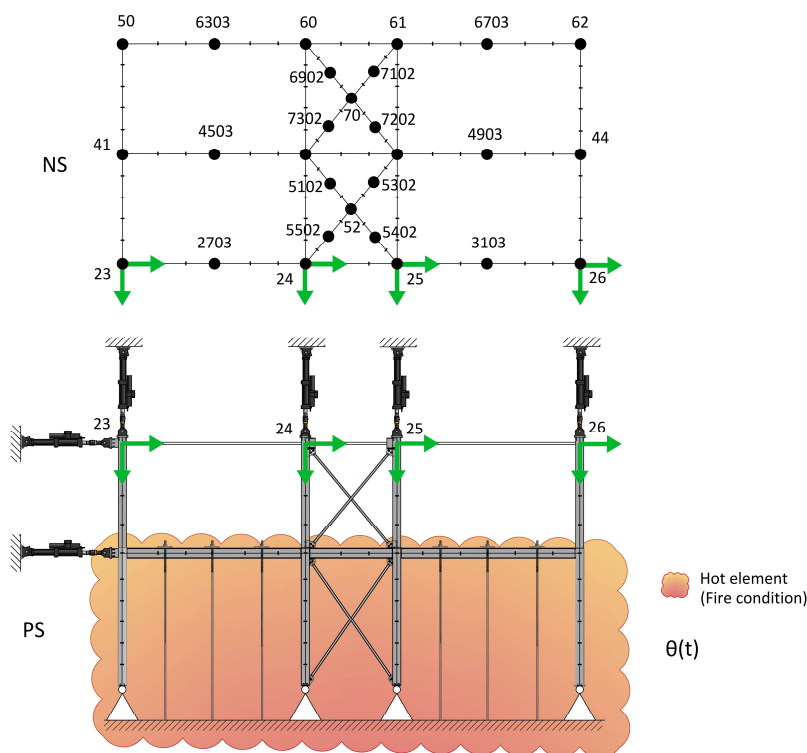 50 6303 60 61 6703 62
6902 7102
70
7302 7202
41 4503 4903 44
NS
5102 5302
5502 52 5402
2703 3103
23 24 25 26
23 24 25 26
Hot element
(Fire condition)
PS
θ(t)